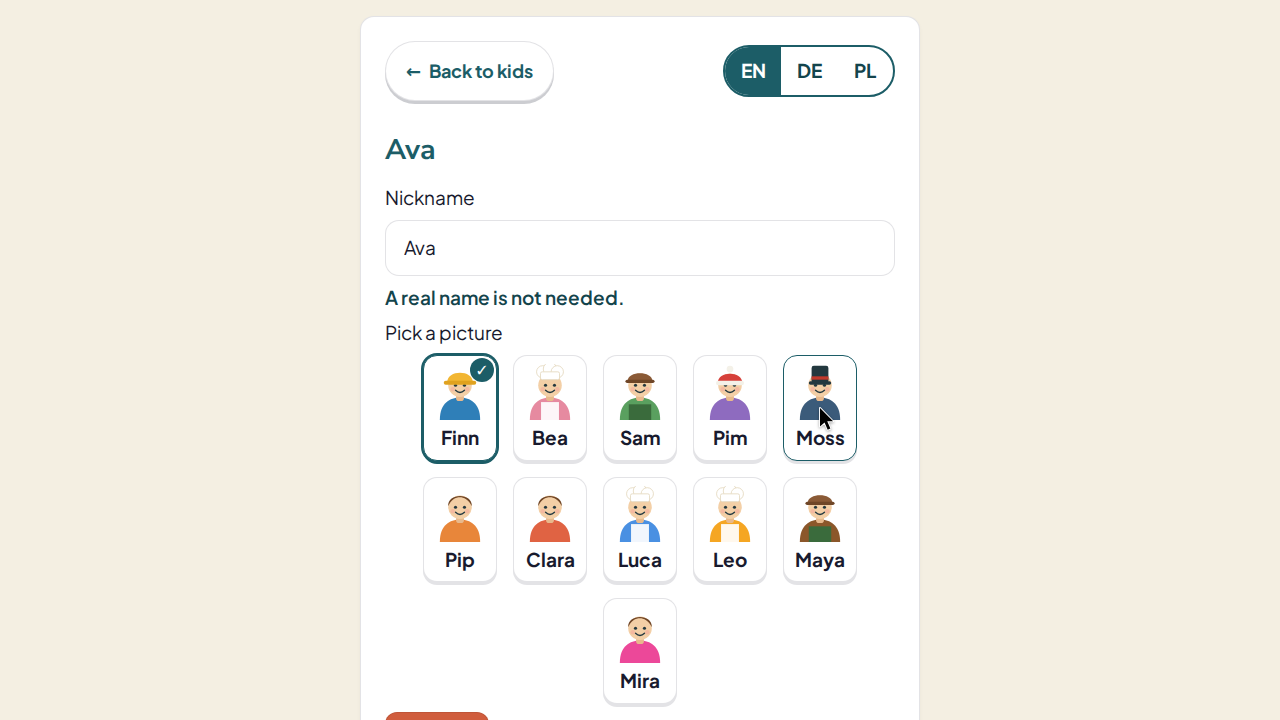 ← Back to kids
EN DE PL
Ava
Nickname
Ava
A real name is not needed.
Pick a picture
✓
Finn Bea Sam Pim Moss
Pip Clara Luca Leo Maya
Mira